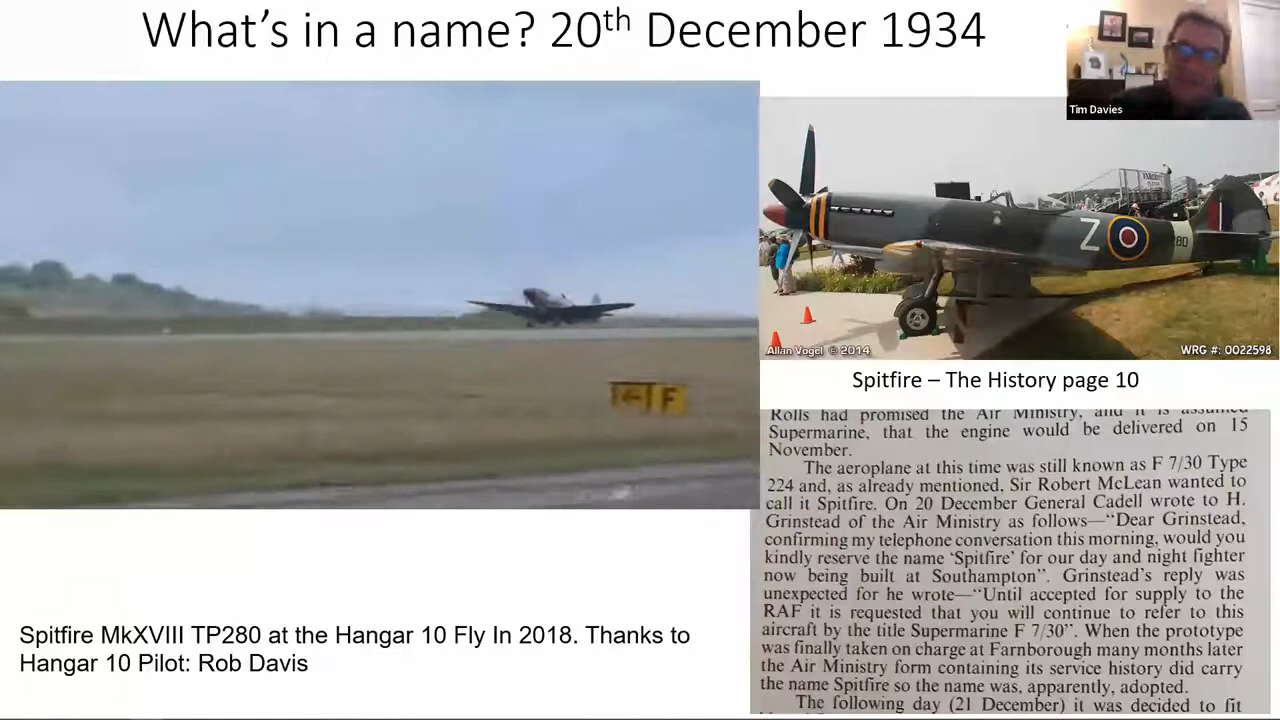 What's in a name? 20th December 1934
Tim Davies
Z
80
Allan Vogel © 2014
WRG #: 0022598
F
Spitfire – The History page 10
Rolls had promised the Air Ministry, and it is assumed
Supermarine, that the engine would be delivered on 15
November.
The aeroplane at this time was still known as F 7/30 Type
224 and, as already mentioned, Sir Robert McLean wanted to
call it Spitfire. On 20 December General Cadell wrote to H.
Grinstead of the Air Ministry as follows—“Dear Grinstead,
confirming my telephone conversation this morning, would you
kindly reserve the name ‘Spitfire’ for our day and night fighter
now being built at Southampton”. Grinstead's reply was
unexpected for he wrote—“Until accepted for supply to the
RAF it is requested that you will continue to refer to this
aircraft by the title Supermarine F 7/30”. When the prototype
was finally taken on charge at Farnborough many months later
the Air Ministry form containing its service history did carry
the name Spitfire so the name was, apparently, adopted.
The following day (21 December) it was decided to fit
Spitfire MkXVIII TP280 at the Hangar 10 Fly In 2018. Thanks to
Hangar 10 Pilot: Rob Davis